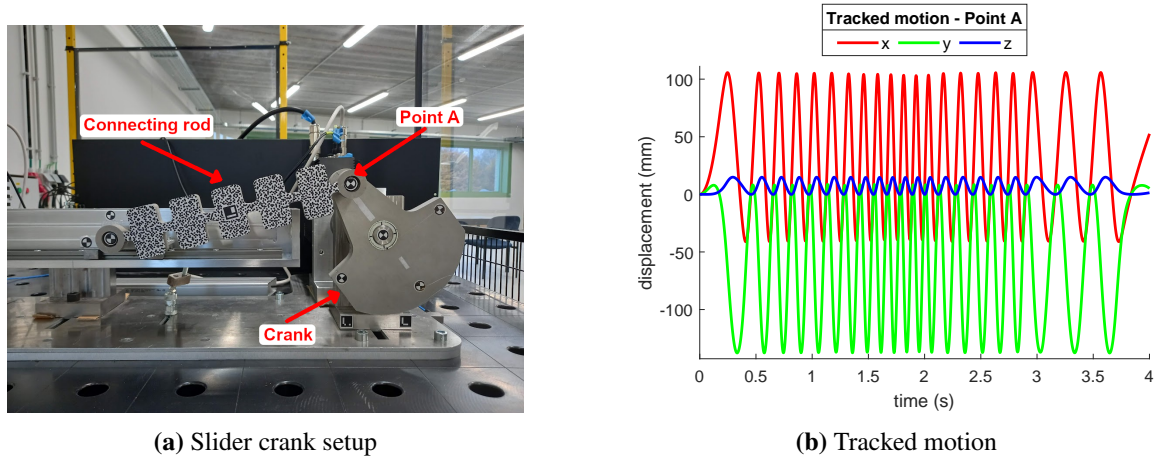 Connecting rod
Point A
Crank
(a) Slider crank setup
Tracked motion - Point A
x y z
displacement (mm)
100
50
0
-50
-100
0 0.5 1 1.5 2 2.5 3 3.5 4
time (s)
(b) Tracked motion